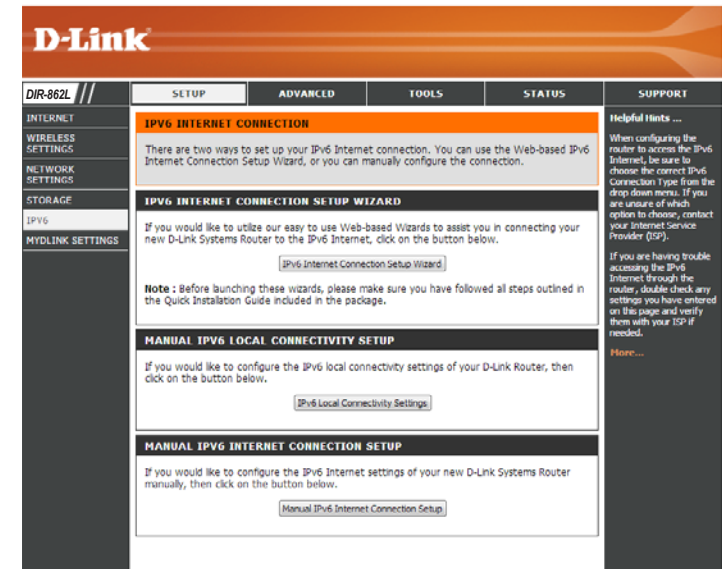 D-Link
DIR-862L //
SETUP
ADVANCED
TOOLS
STATUS
SUPPORT
INTERNET
WIRELESS
SETTINGS
NETWORK
SETTINGS
STORAGE
IPV6
MYDLINK SETTINGS
IPV6 INTERNET CONNECTION
There are two ways to set up your IPv6 Internet connection. You can use the Web-based IPv6
Internet Connection Setup Wizard, or you can manually configure the connection.
IPV6 INTERNET CONNECTION SETUP WIZARD
If you would like to utilize our easy to use Web-based Wizards to assist you in connecting your
new D-Link Systems Router to the IPv6 Internet, click on the button below.
IPv6 Internet Connection Setup Wizard
Note : Before launching these wizards, please make sure you have followed all steps outlined in
the Quick Installation Guide included in the package.
MANUAL IPV6 LOCAL CONNECTIVITY SETUP
If you would like to configure the IPv6 local connectivity settings of your D-Link Router, then
click on the button below.
IPv6 Local Connectivity Settings
MANUAL IPV6 INTERNET CONNECTION SETUP
If you would like to configure the IPv6 Internet settings of your new D-Link Systems Router
manually, then click on the button below.
Manual IPv6 Internet Connection Setup
Helpful Hints ...
When configuring the
router to access the IPv6
Internet, be sure to
choose the correct IPv6
Connection Type from the
drop down menu. If you
are unsure of which
option to choose, contact
your Internet Service
Provider (ISP).
If you are having trouble
accessing the IPv6
Internet through the
router, double check any
settings you have entered
on this page and verify
them with your ISP if
needed.
More...